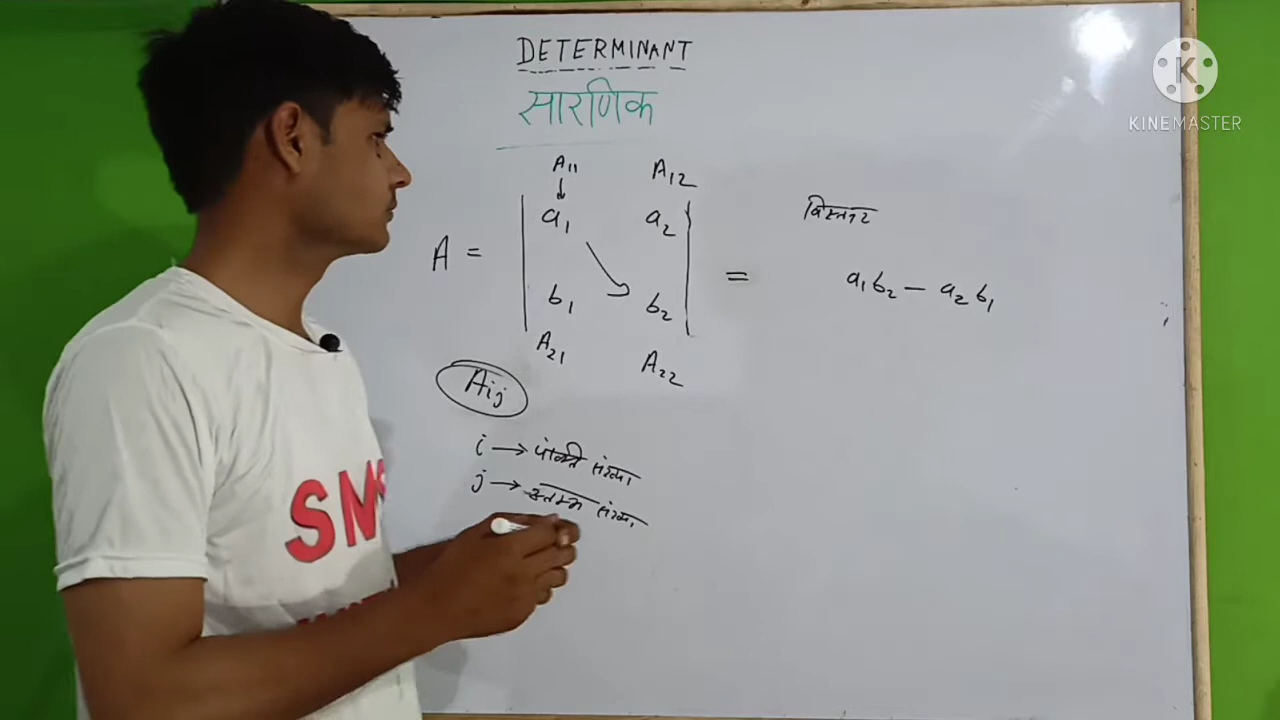 DETERMINANT
सारणिक
A11 A12
a1 a2
विस्तार
A = =
a1b2 - a2b1
b1 b2
A21 A22
Aij
i → पंक्ति संख्या
j → स्तम्भ संख्या
SM
KINEMASTER